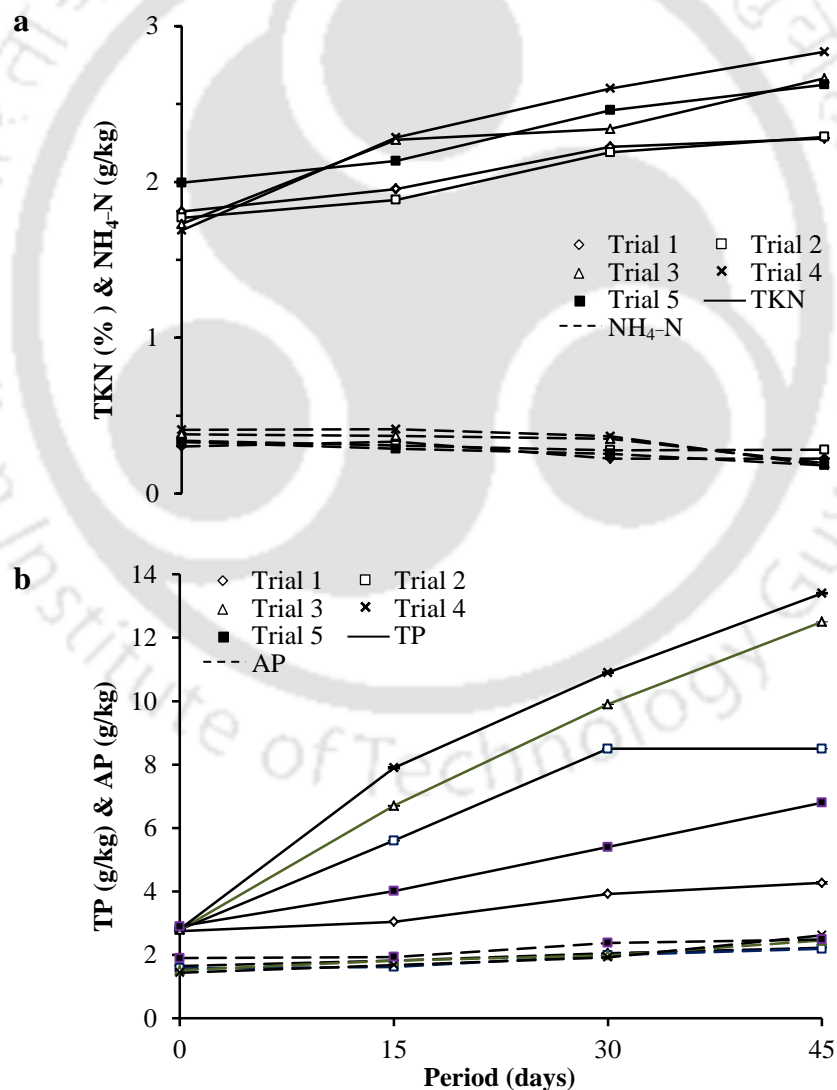 a
3
2
1
0
TKN (%) & NH₄-N (g/kg)
Trial 1
Trial 2
Trial 3
Trial 4
Trial 5
TKN
NH₄-N
b
14
12
10
8
6
4
2
0
TP (g/kg) & AP (g/kg)
Trial 1
Trial 2
Trial 3
Trial 4
Trial 5
TP
AP
0
15
30
45
Period (days)
Institute of Technology